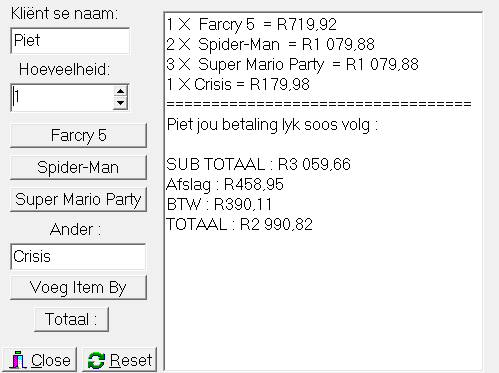 Kliënt se naam:
Piet
Hoeveelheid:
1
Farcry 5
Spider-Man
Super Mario Party
Ander :
Crisis
Voeg Item By
Totaal :
Close
Reset
1 X  Farcry 5  = R719,92
2 X  Spider-Man  = R1 079,88
3 X  Super Mario Party  = R1 079,88
1 X Crisis = R179,98
==================================
Piet jou betaling lyk soos volg :
SUB TOTAAL : R3 059,66
Afslag : R458,95
BTW : R390,11
TOTAAL : R2 990,82